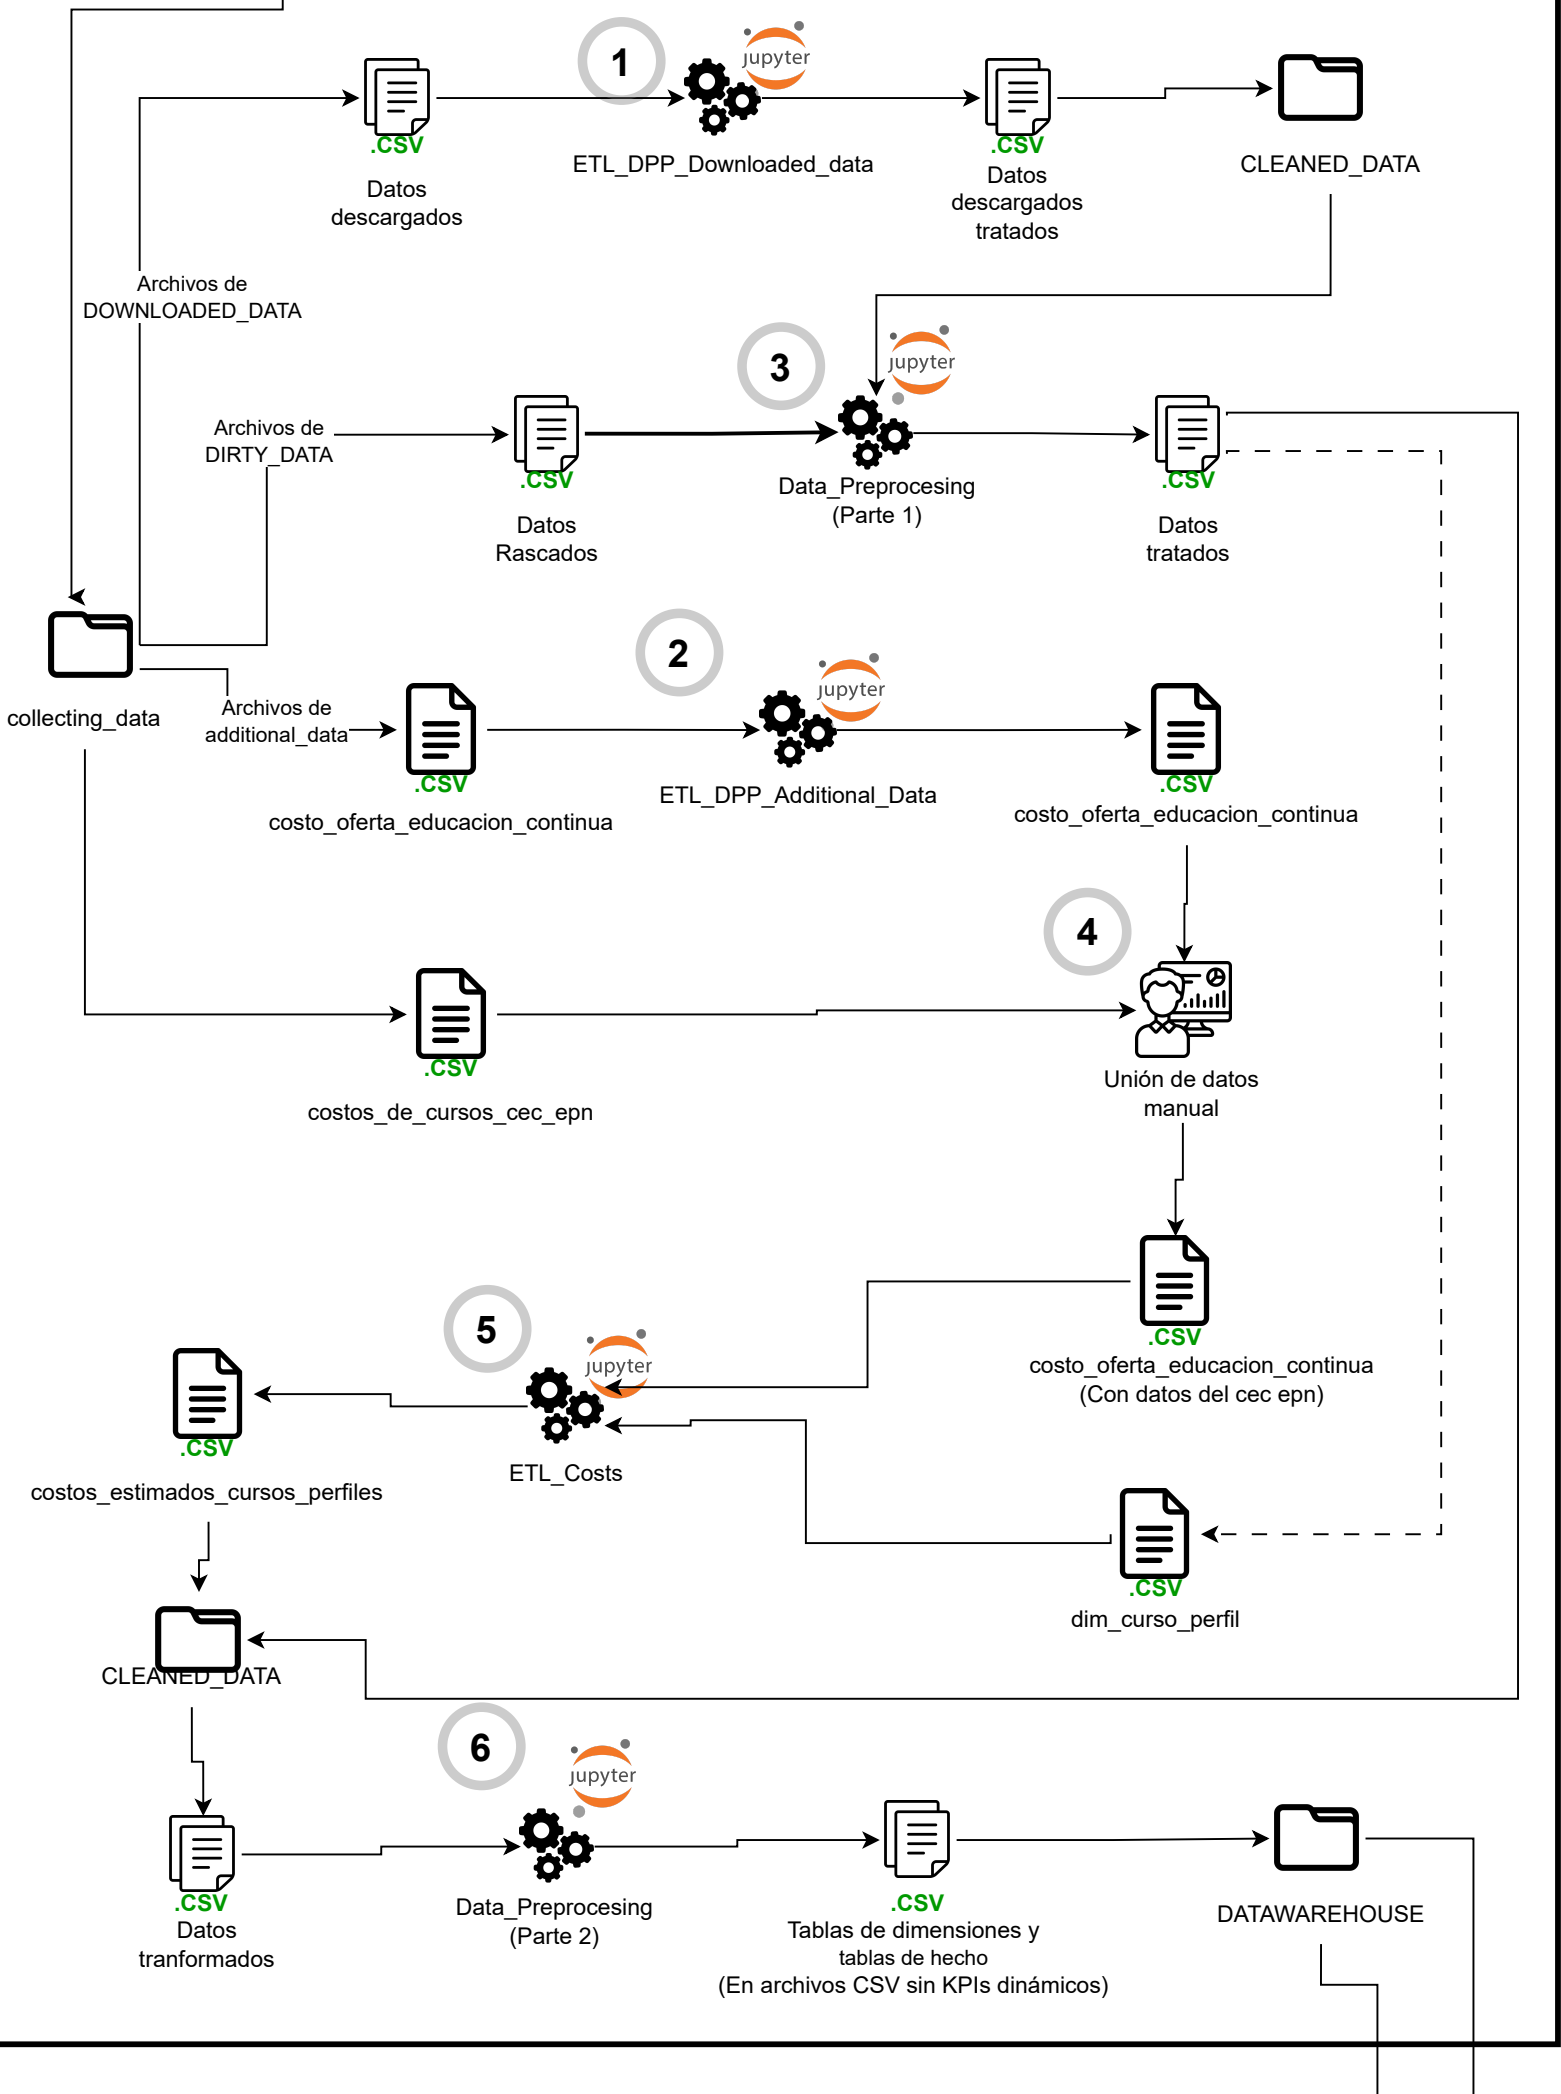 1
jupyter
.CSV
Datos
descargados
ETL_DPP_Downloaded_data
.CSV
Datos
descargados
tratados
CLEANED_DATA
Archivos de
DOWNLOADED_DATA
3
jupyter
Archivos de
DIRTY_DATA
.CSV
Datos
Rascados
Data_Preprocesing
(Parte 1)
.CSV
Datos
tratados
2
jupyter
collecting_data
Archivos de
additional_data
.CSV
costo_oferta_educacion_continua
ETL_DPP_Additional_Data
.CSV
costo_oferta_educacion_continua
4
.CSV
costos_de_cursos_cec_epn
Unión de datos
manual
5
jupyter
.CSV
costo_oferta_educacion_continua
(Con datos del cec epn)
.CSV
costos_estimados_cursos_perfiles
ETL_Costs
.CSV
dim_curso_perfil
CLEANED_DATA
6
jupyter
.CSV
Datos
tranformados
Data_Preprocesing
(Parte 2)
.CSV
Tablas de dimensiones y
tablas de hecho
(En archivos CSV sin KPIs dinámicos)
DATAWAREHOUSE